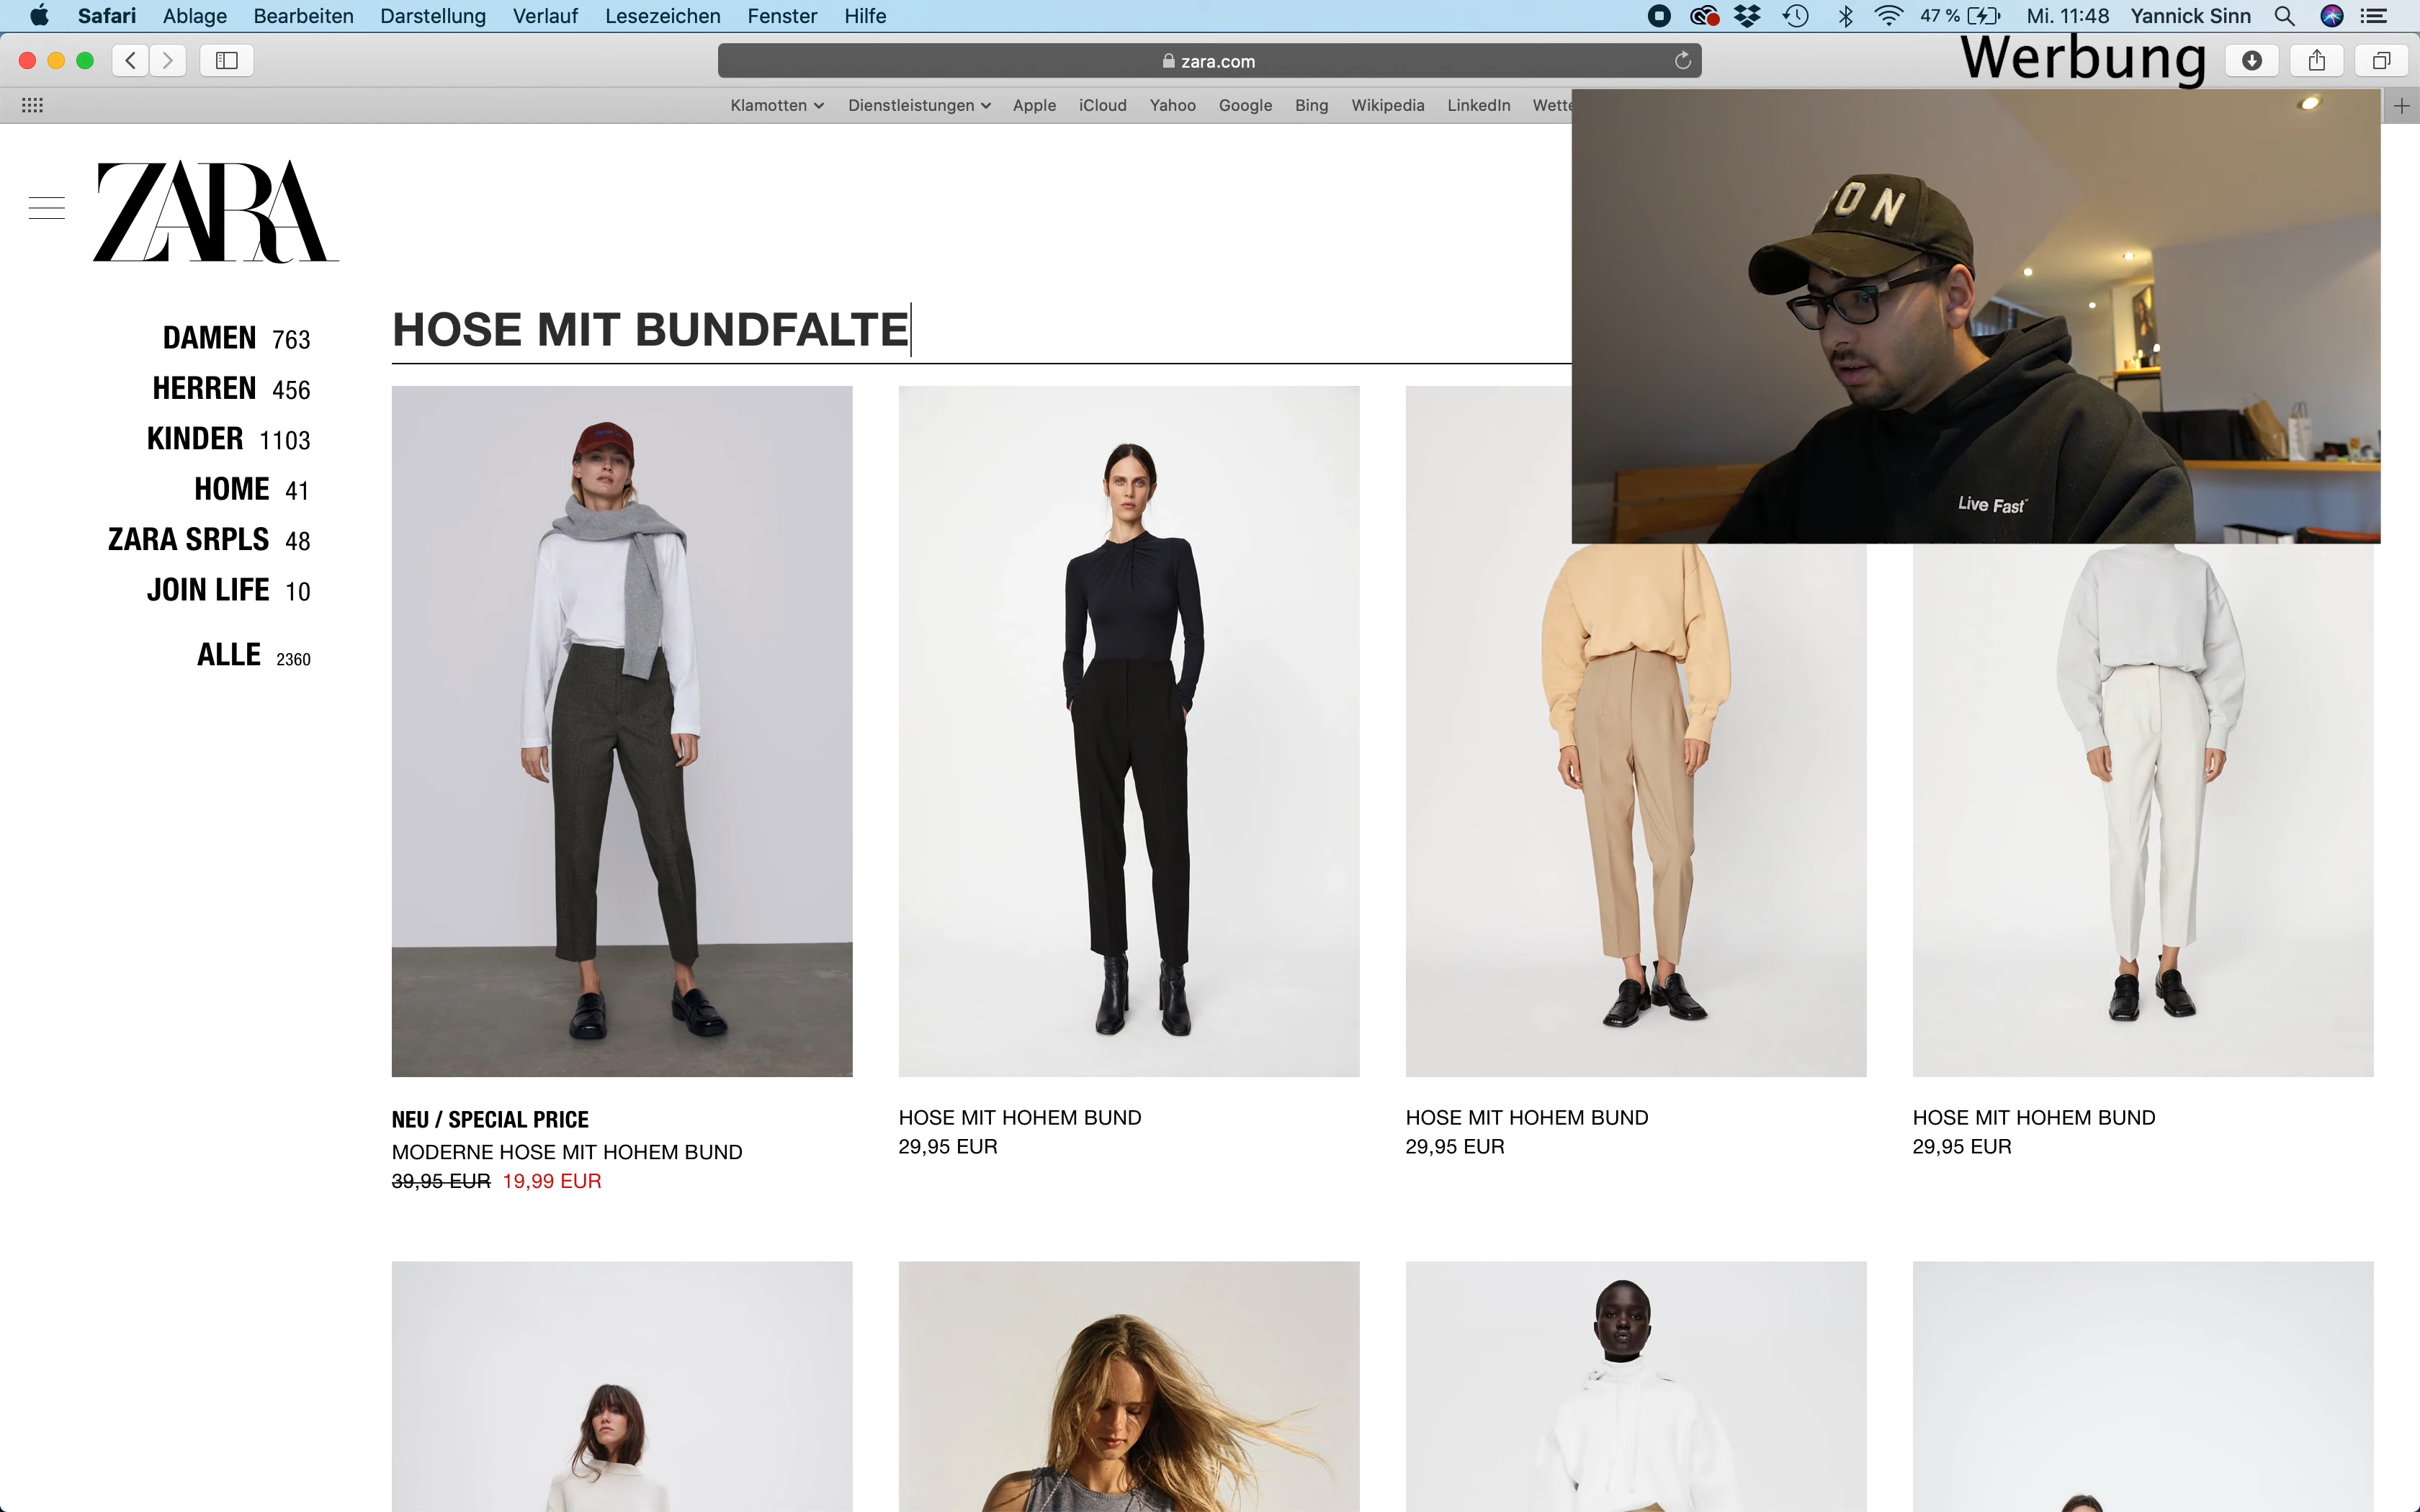 Safari Ablage Bearbeiten Darstellung Verlauf Lesezeichen Fenster Hilfe 47 % Mi. 11:48 Yannick Sinn
zara.com
Werbung
Klamotten Dienstleistungen Apple iCloud Yahoo Google Bing Wikipedia LinkedIn
ZARA
ON
Live Fast
HOSE MIT BUNDFALTE
DAMEN 763
HERREN 456
KINDER 1103
HOME 41
ZARA SRPLS 48
JOIN LIFE 10
ALLE 2360
NEU / SPECIAL PRICE
MODERNE HOSE MIT HOHEM BUND
39,95 EUR 19,99 EUR
HOSE MIT HOHEM BUND
29,95 EUR
HOSE MIT HOHEM BUND
29,95 EUR
HOSE MIT HOHEM BUND
29,95 EUR